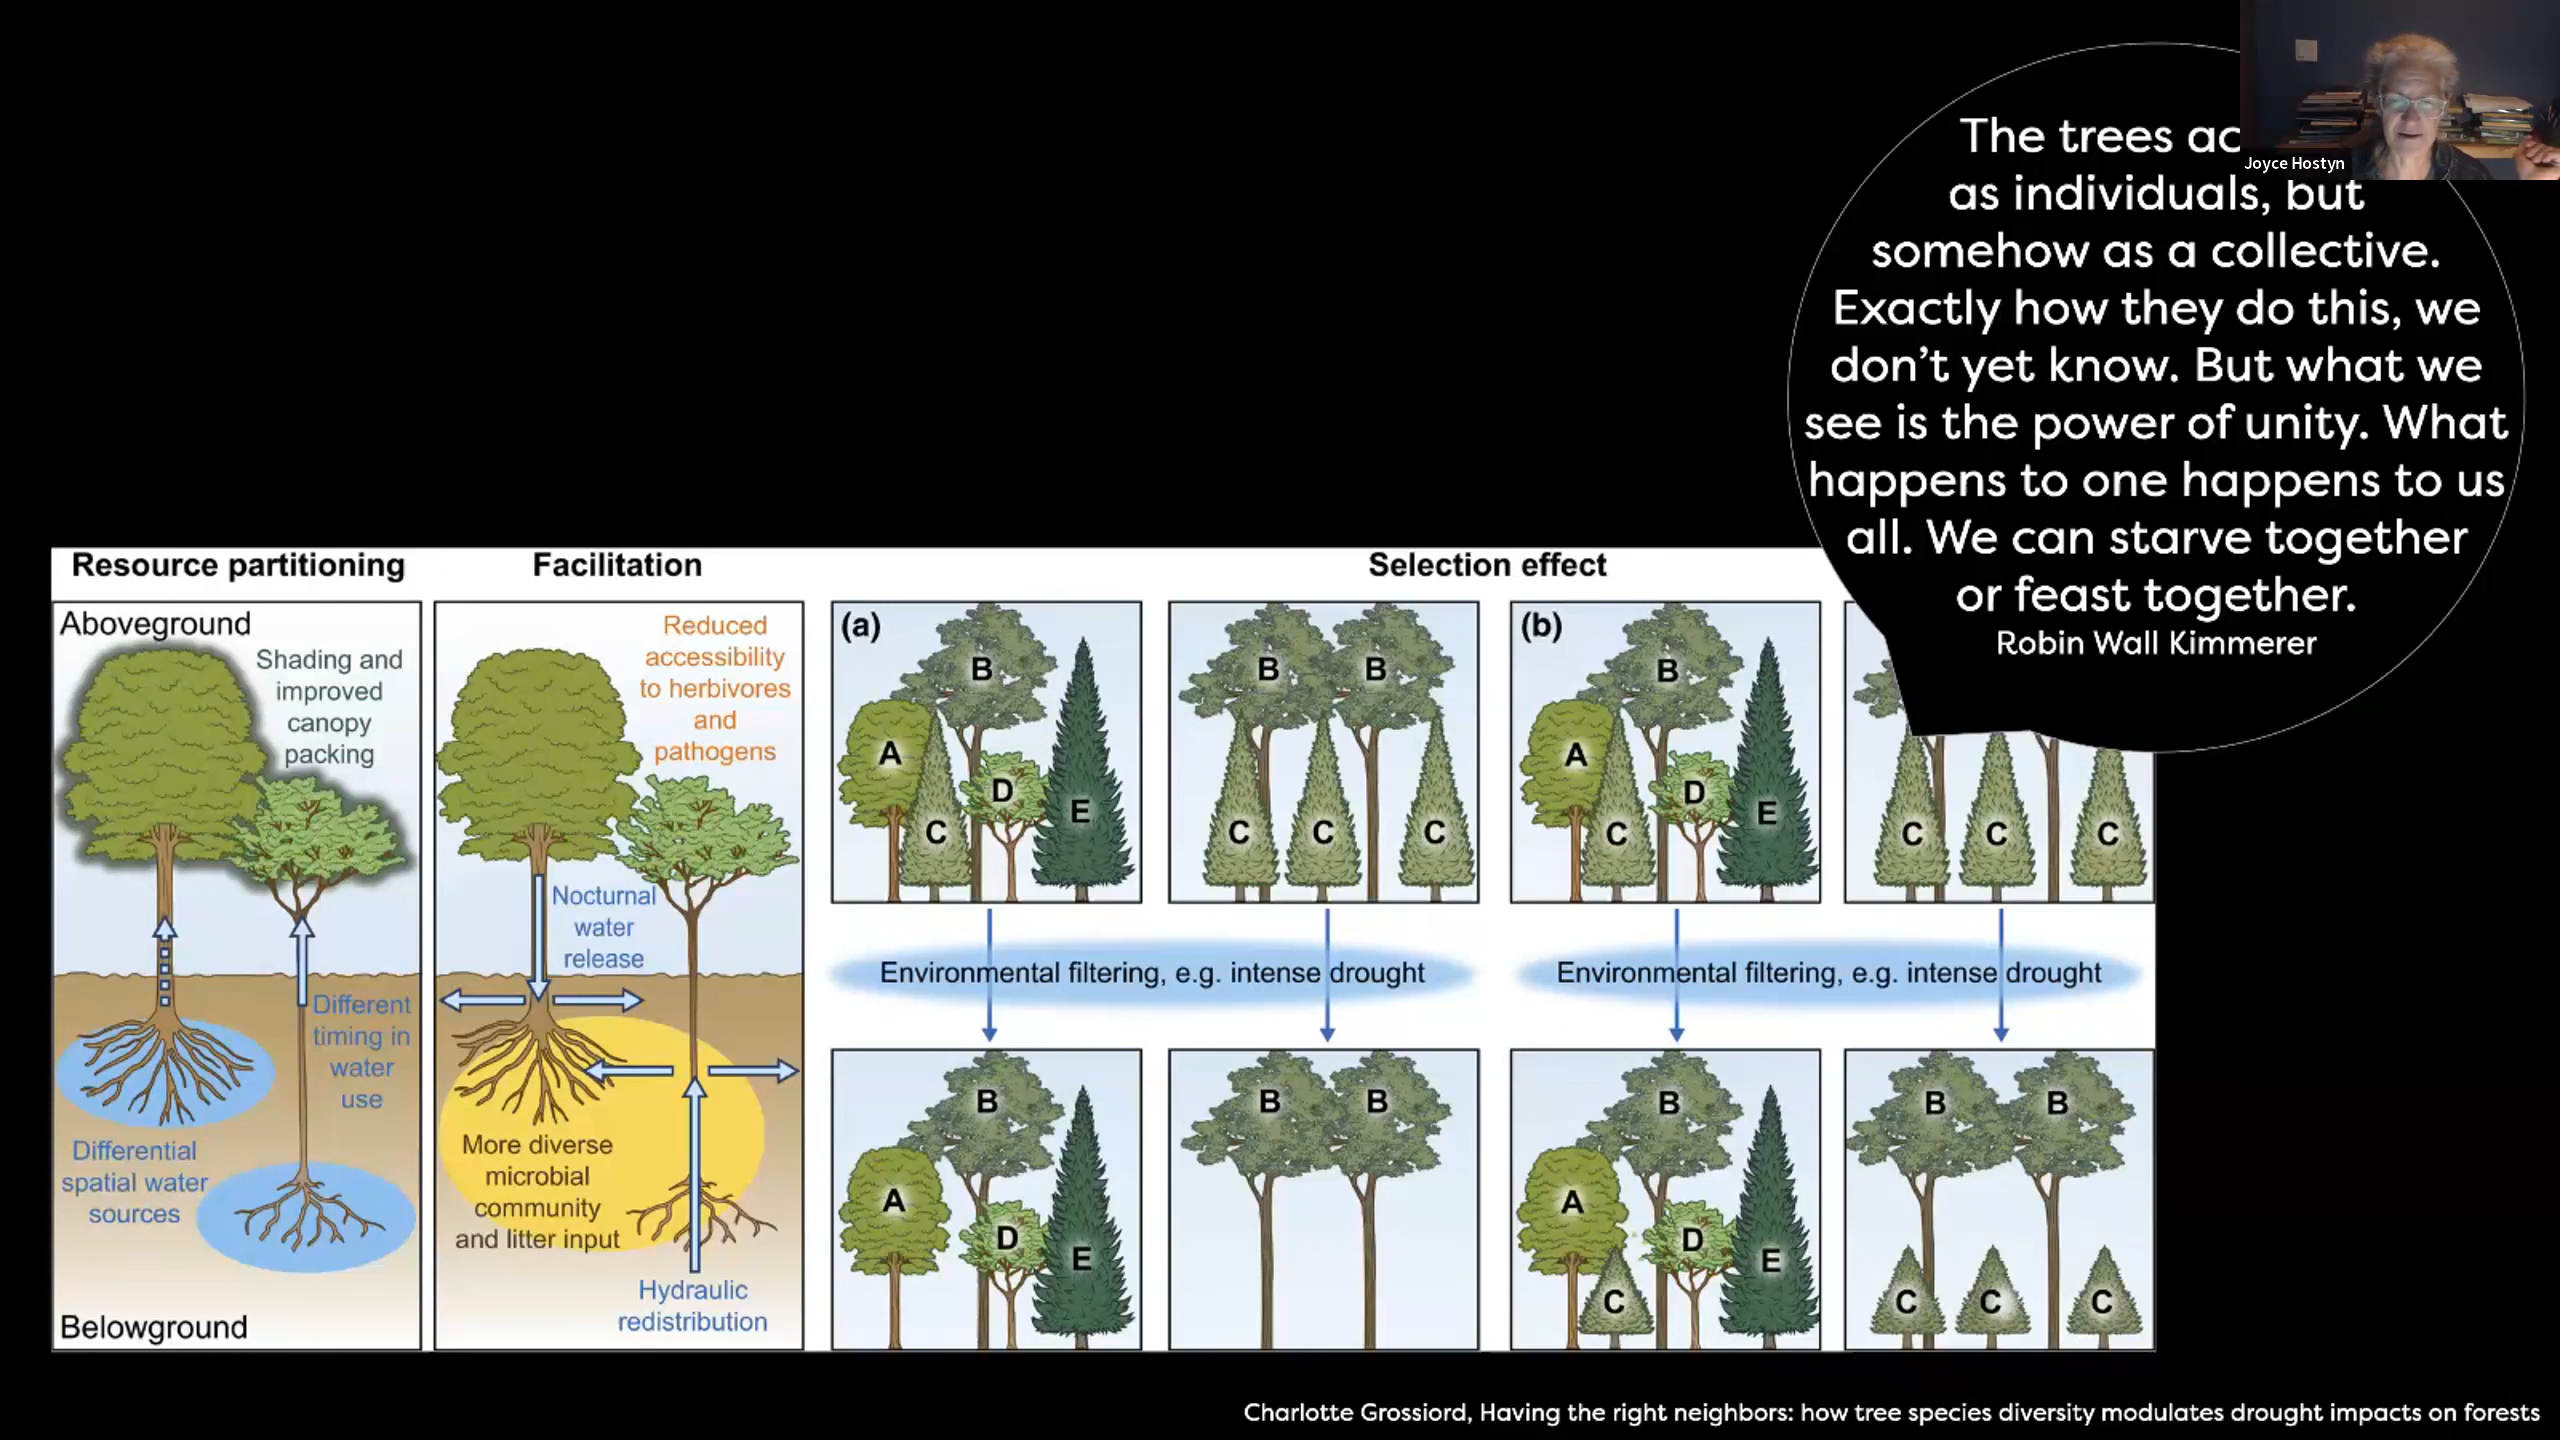 The trees ac
as individuals, but
somehow as a collective.
Exactly how they do this, we
don't yet know. But what we
see is the power of unity. What
happens to one happens to us
all. We can starve together
or feast together.
Robin Wall Kimmerer
Joyce Hostyn
Resource partitioning
Aboveground
Shading and
improved
canopy
packing
Different
timing in
water
use
Differential
spatial water
sources
Belowground
Facilitation
Reduced
accessibility
to herbivores
and
pathogens
Nocturnal
water
release
More diverse
microbial
community
and litter input
Hydraulic
redistribution
Selection effect
(a)
B
A
D
E
C
B B
C C C
Environmental filtering, e.g. intense drought
B
A
D
E
B B
(b)
B
A
D
E
C
C C C
Environmental filtering, e.g. intense drought
B
A
D
E
C
B B
C C C
Charlotte Grossiord, Having the right neighbors: how tree species diversity modulates drought impacts on forests